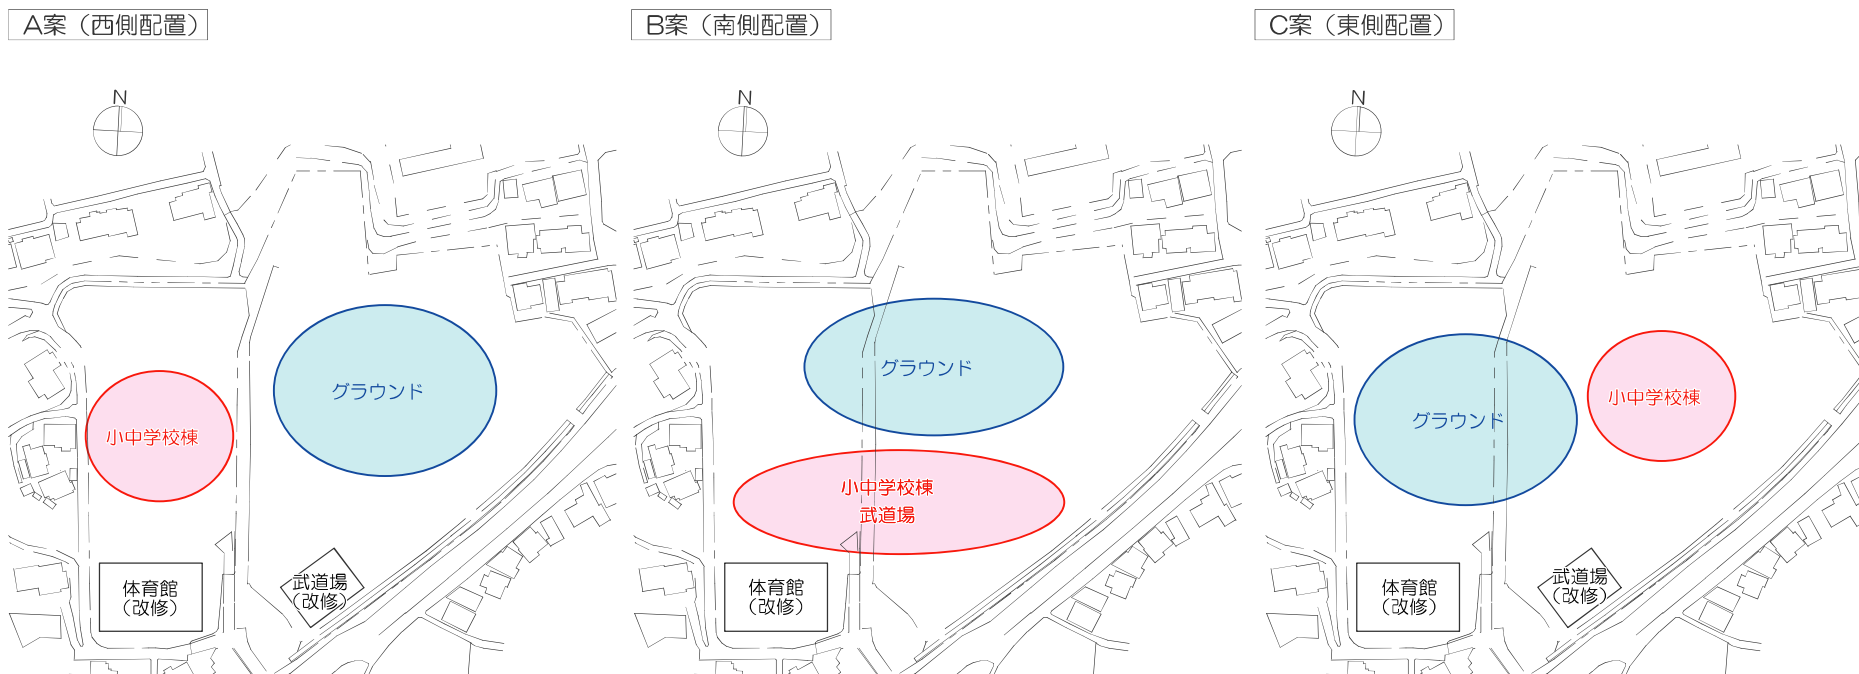 A案（西側配置）
N
グラウンド
小中学校棟
体育館
（改修）
武道場
（改修）
B案（南側配置）
N
グラウンド
小中学校棟
武道場
体育館
（改修）
C案（東側配置）
N
小中学校棟
グラウンド
体育館
（改修）
武道場
（改修）